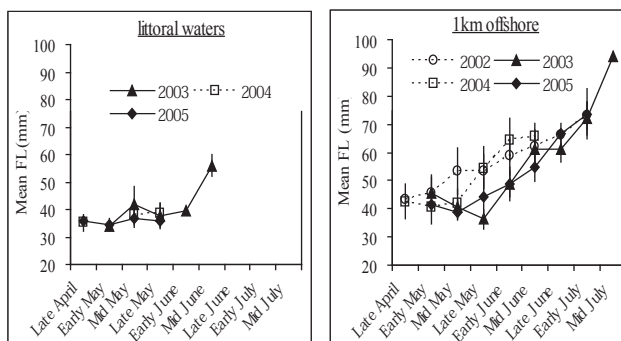 littoral waters
100
90
80
70
60
50
40
30
20
Mean FL (mm)
2003
2004
2005
Late April
Early May
Mid May
Late May
Early June
Mid June
Late June
Early July
Mid July
1km offshore
100
90
80
70
60
50
40
30
20
Mean FL (mm)
2002
2003
2004
2005
Late April
Early May
Mid May
Late May
Early June
Mid June
Late June
Early July
Mid July